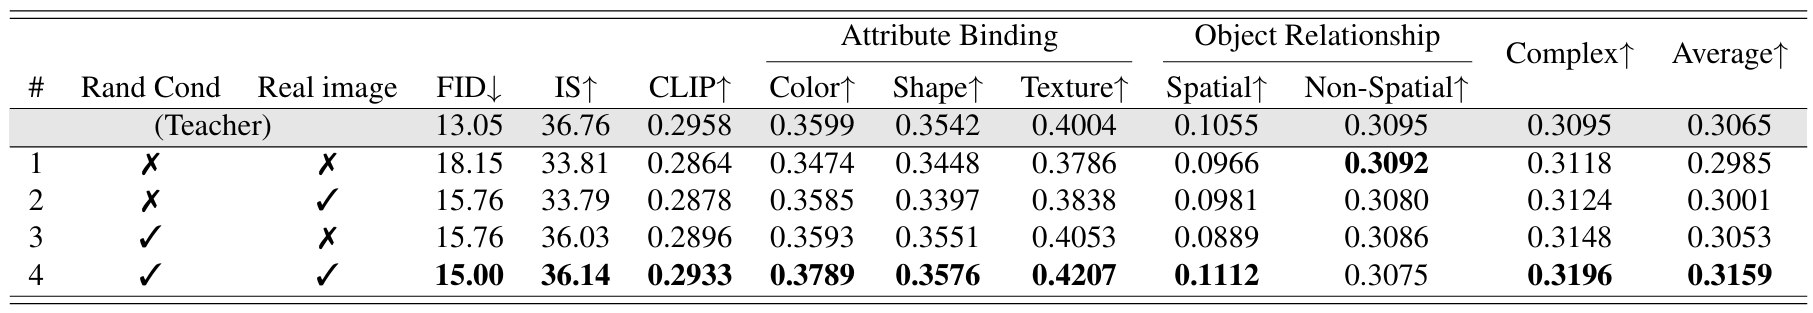 Attribute Binding Object Relationship Complex↑ Average↑
# Rand Cond Real image FID↓ IS↑ CLIP↑ Color↑ Shape↑ Texture↑ Spatial↑ Non-Spatial↑
(Teacher) 13.05 36.76 0.2958 0.3599 0.3542 0.4004 0.1055 0.3095 0.3095 0.3065
1 ✗ ✗ 18.15 33.81 0.2864 0.3474 0.3448 0.3786 0.0966 0.3092 0.3118 0.2985
2 ✗ ✓ 15.76 33.79 0.2878 0.3585 0.3397 0.3838 0.0981 0.3080 0.3124 0.3001
3 ✓ ✗ 15.76 36.03 0.2896 0.3593 0.3551 0.4053 0.0889 0.3086 0.3148 0.3053
4 ✓ ✓ 15.00 36.14 0.2933 0.3789 0.3576 0.4207 0.1112 0.3075 0.3196 0.3159